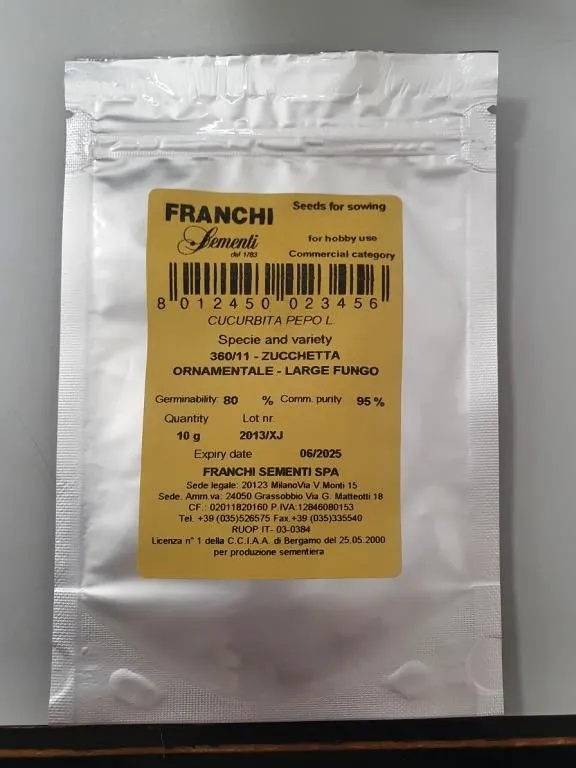 FRANCHI
Seeds for sowing
Sementi
dal 1783
for hobby use
Commercial category
8 012450 023456
CUCURBITA PEPO L.
Specie and variety
360/11 - ZUCCHETTA
ORNAMENTALE - LARGE FUNGO
Germinability: 80 % Comm. purity 95 %
Quantity Lot nr.
10 g 2013/XJ
Expiry date 06/2025
FRANCHI SEMENTI SPA
Sede legale: 20123 MilanoVia V.Monti 15
Sede. Amm.va: 24050 Grassobbio Via G. Matteotti 18
CF.: 02011820160 P.IVA:12846080153
Tel. +39 (035)526575 Fax.+39 (035)335540
RUOP IT- 03-0384
Licenza n° 1 della C.C.I.A.A. di Bergamo del 25.05.2000
per produzione sementiera